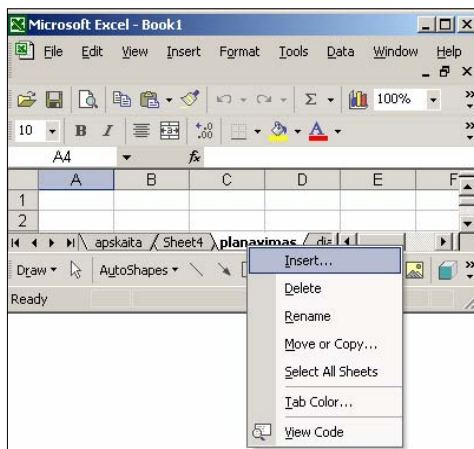 Microsoft Excel - Book1
File Edit View Insert Format Tools Data Window Help
100%
10 B I
A4 fx
A B C D E F
1
2
apskaita Sheet4 planavimas
Draw AutoShapes
Ready
Insert...
Delete
Rename
Move or Copy...
Select All Sheets
Tab Color...
View Code